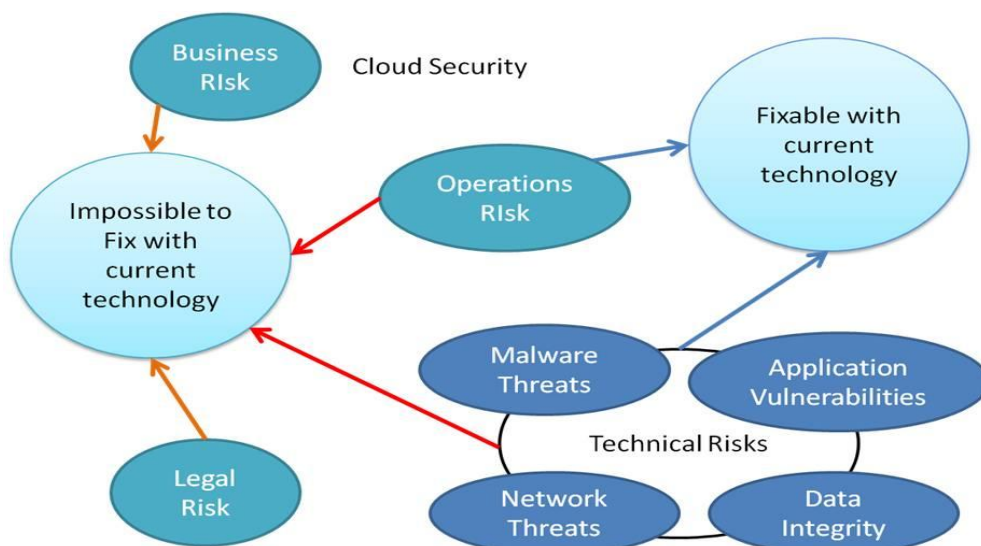 Business
RIsk
Cloud Security
Fixable with
current
technology
Operations
RIsk
Impossible to
Fix with
current
technology
Malware
Threats
Application
Vulnerabilities
Technical Risks
Legal
Risk
Network
Threats
Data
Integrity